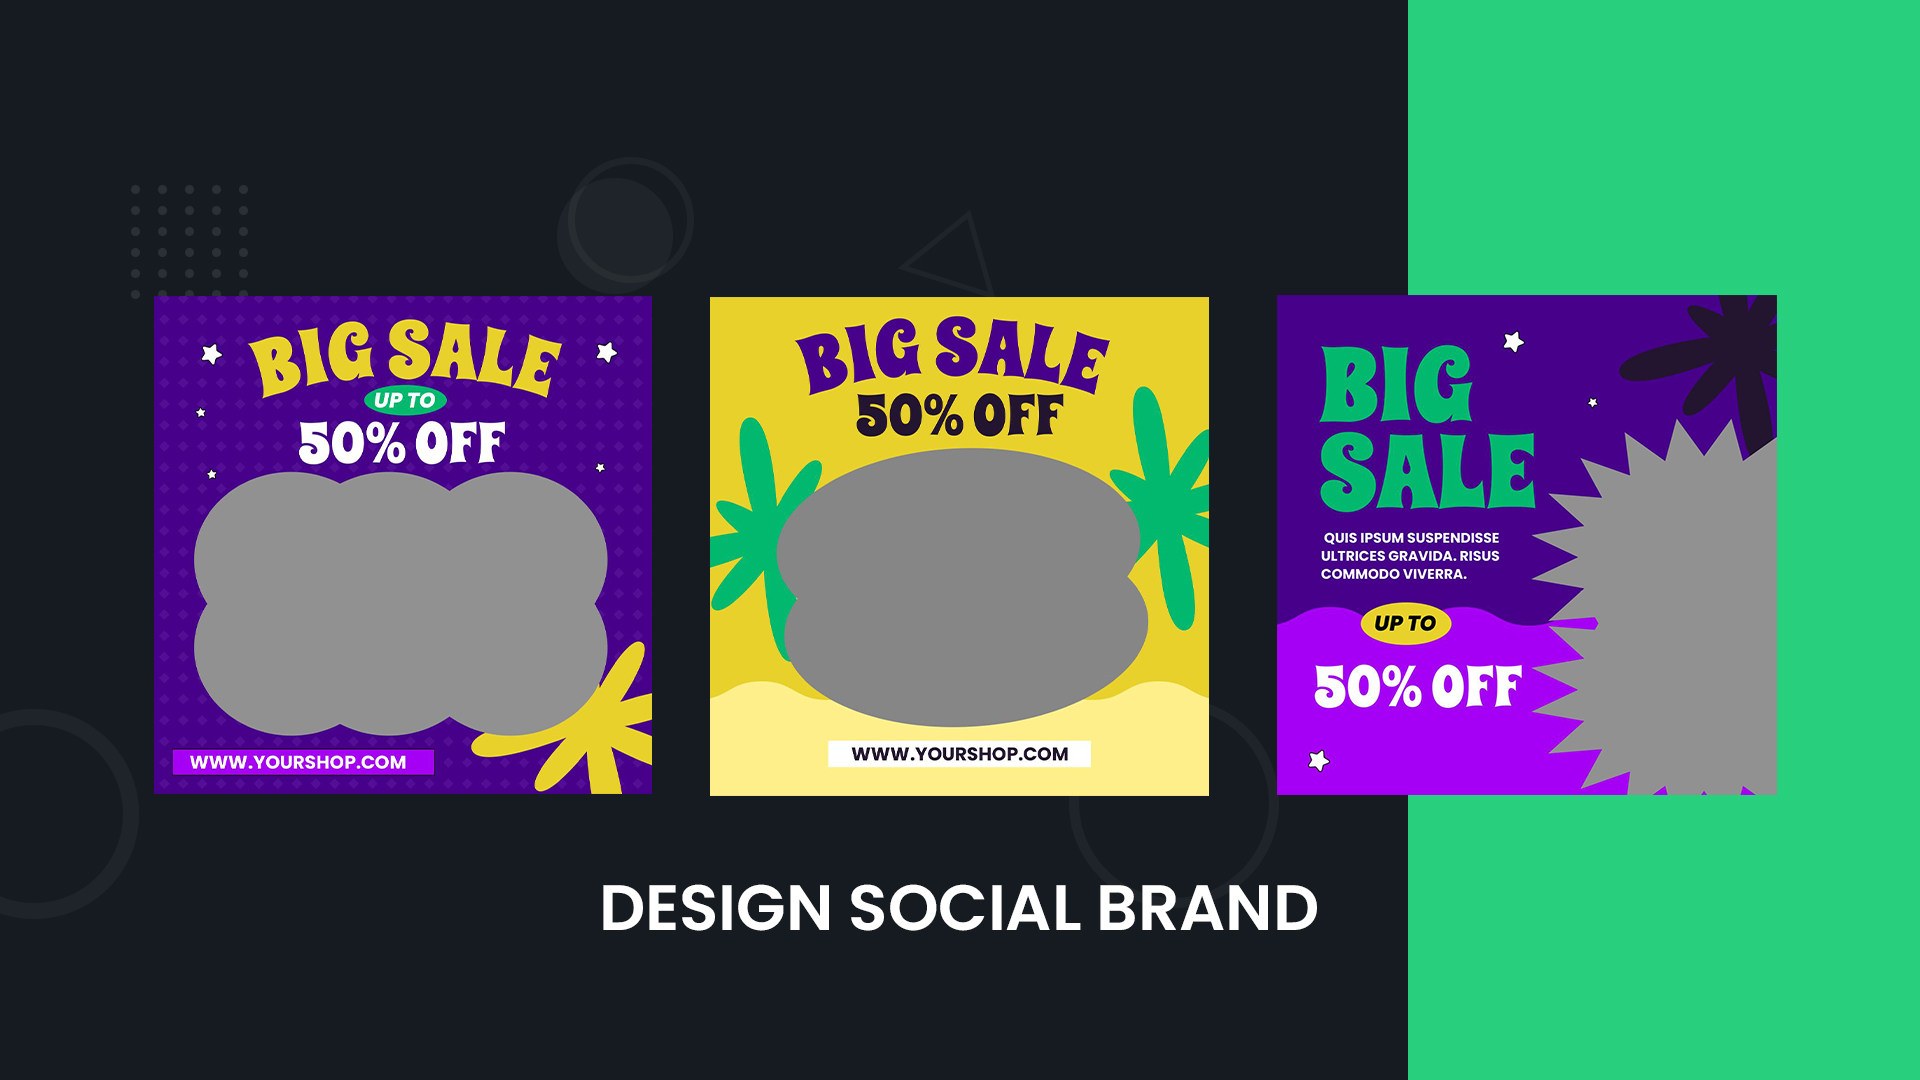 BIG SALE
UP TO
50% OFF
WWW.YOURSHOP.COM
BIG SALE
50% OFF
WWW.YOURSHOP.COM
BIG
SALE
QUIS IPSUM SUSPENDISSE
ULTRICES GRAVIDA. RISUS
COMMODO VIVERRA.
UP TO
50% OFF
DESIGN SOCIAL BRAND